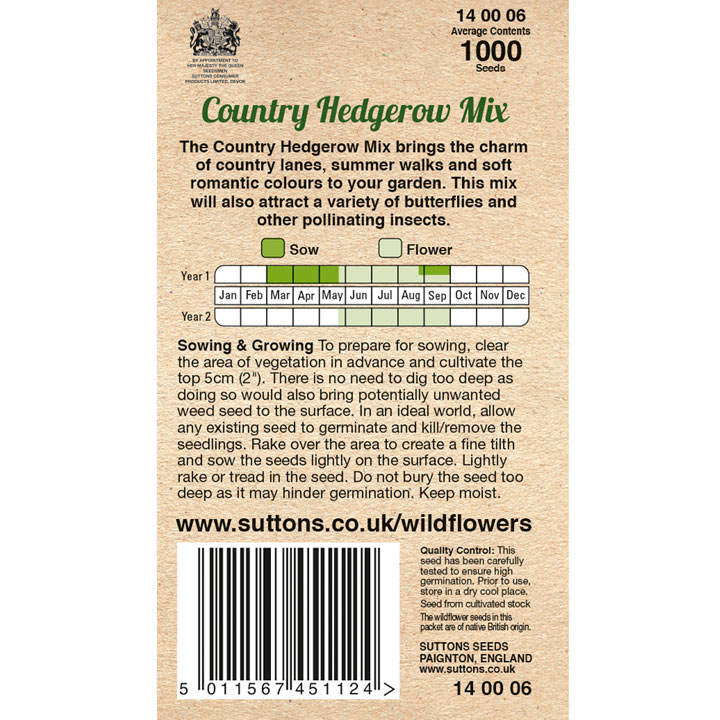 14 00 06
Average Contents
1000
Seeds
BY APPOINTMENT TO
HER MAJESTY THE QUEEN
SEEDSMEN
SUTTONS CONSUMER
PRODUCTS LIMITED, DEVON
Country Hedgerow Mix
The Country Hedgerow Mix brings the charm
of country lanes, summer walks and soft
romantic colours to your garden. This mix
will also attract a variety of butterflies and
other pollinating insects.
Sow Flower
Year 1
Jan Feb Mar Apr May Jun Jul Aug Sep Oct Nov Dec
Year 2
Sowing & Growing To prepare for sowing, clear
the area of vegetation in advance and cultivate the
top 5cm (2"). There is no need to dig too deep as
doing so would also bring potentially unwanted
weed seed to the surface. In an ideal world, allow
any existing seed to germinate and kill/remove the
seedlings. Rake over the area to create a fine tilth
and sow the seeds lightly on the surface. Lightly
rake or tread in the seed. Do not bury the seed too
deep as it may hinder germination. Keep moist.
www.suttons.co.uk/wildflowers
Quality Control: This
seed has been carefully
tested to ensure high
germination. Prior to use,
store in a dry cool place.
Seed from cultivated stock
The wildflower seeds in this
packet are of native British origin.
SUTTONS SEEDS
PAIGNTON, ENGLAND
www.suttons.co.uk
14 00 06
5 011567 451124 >